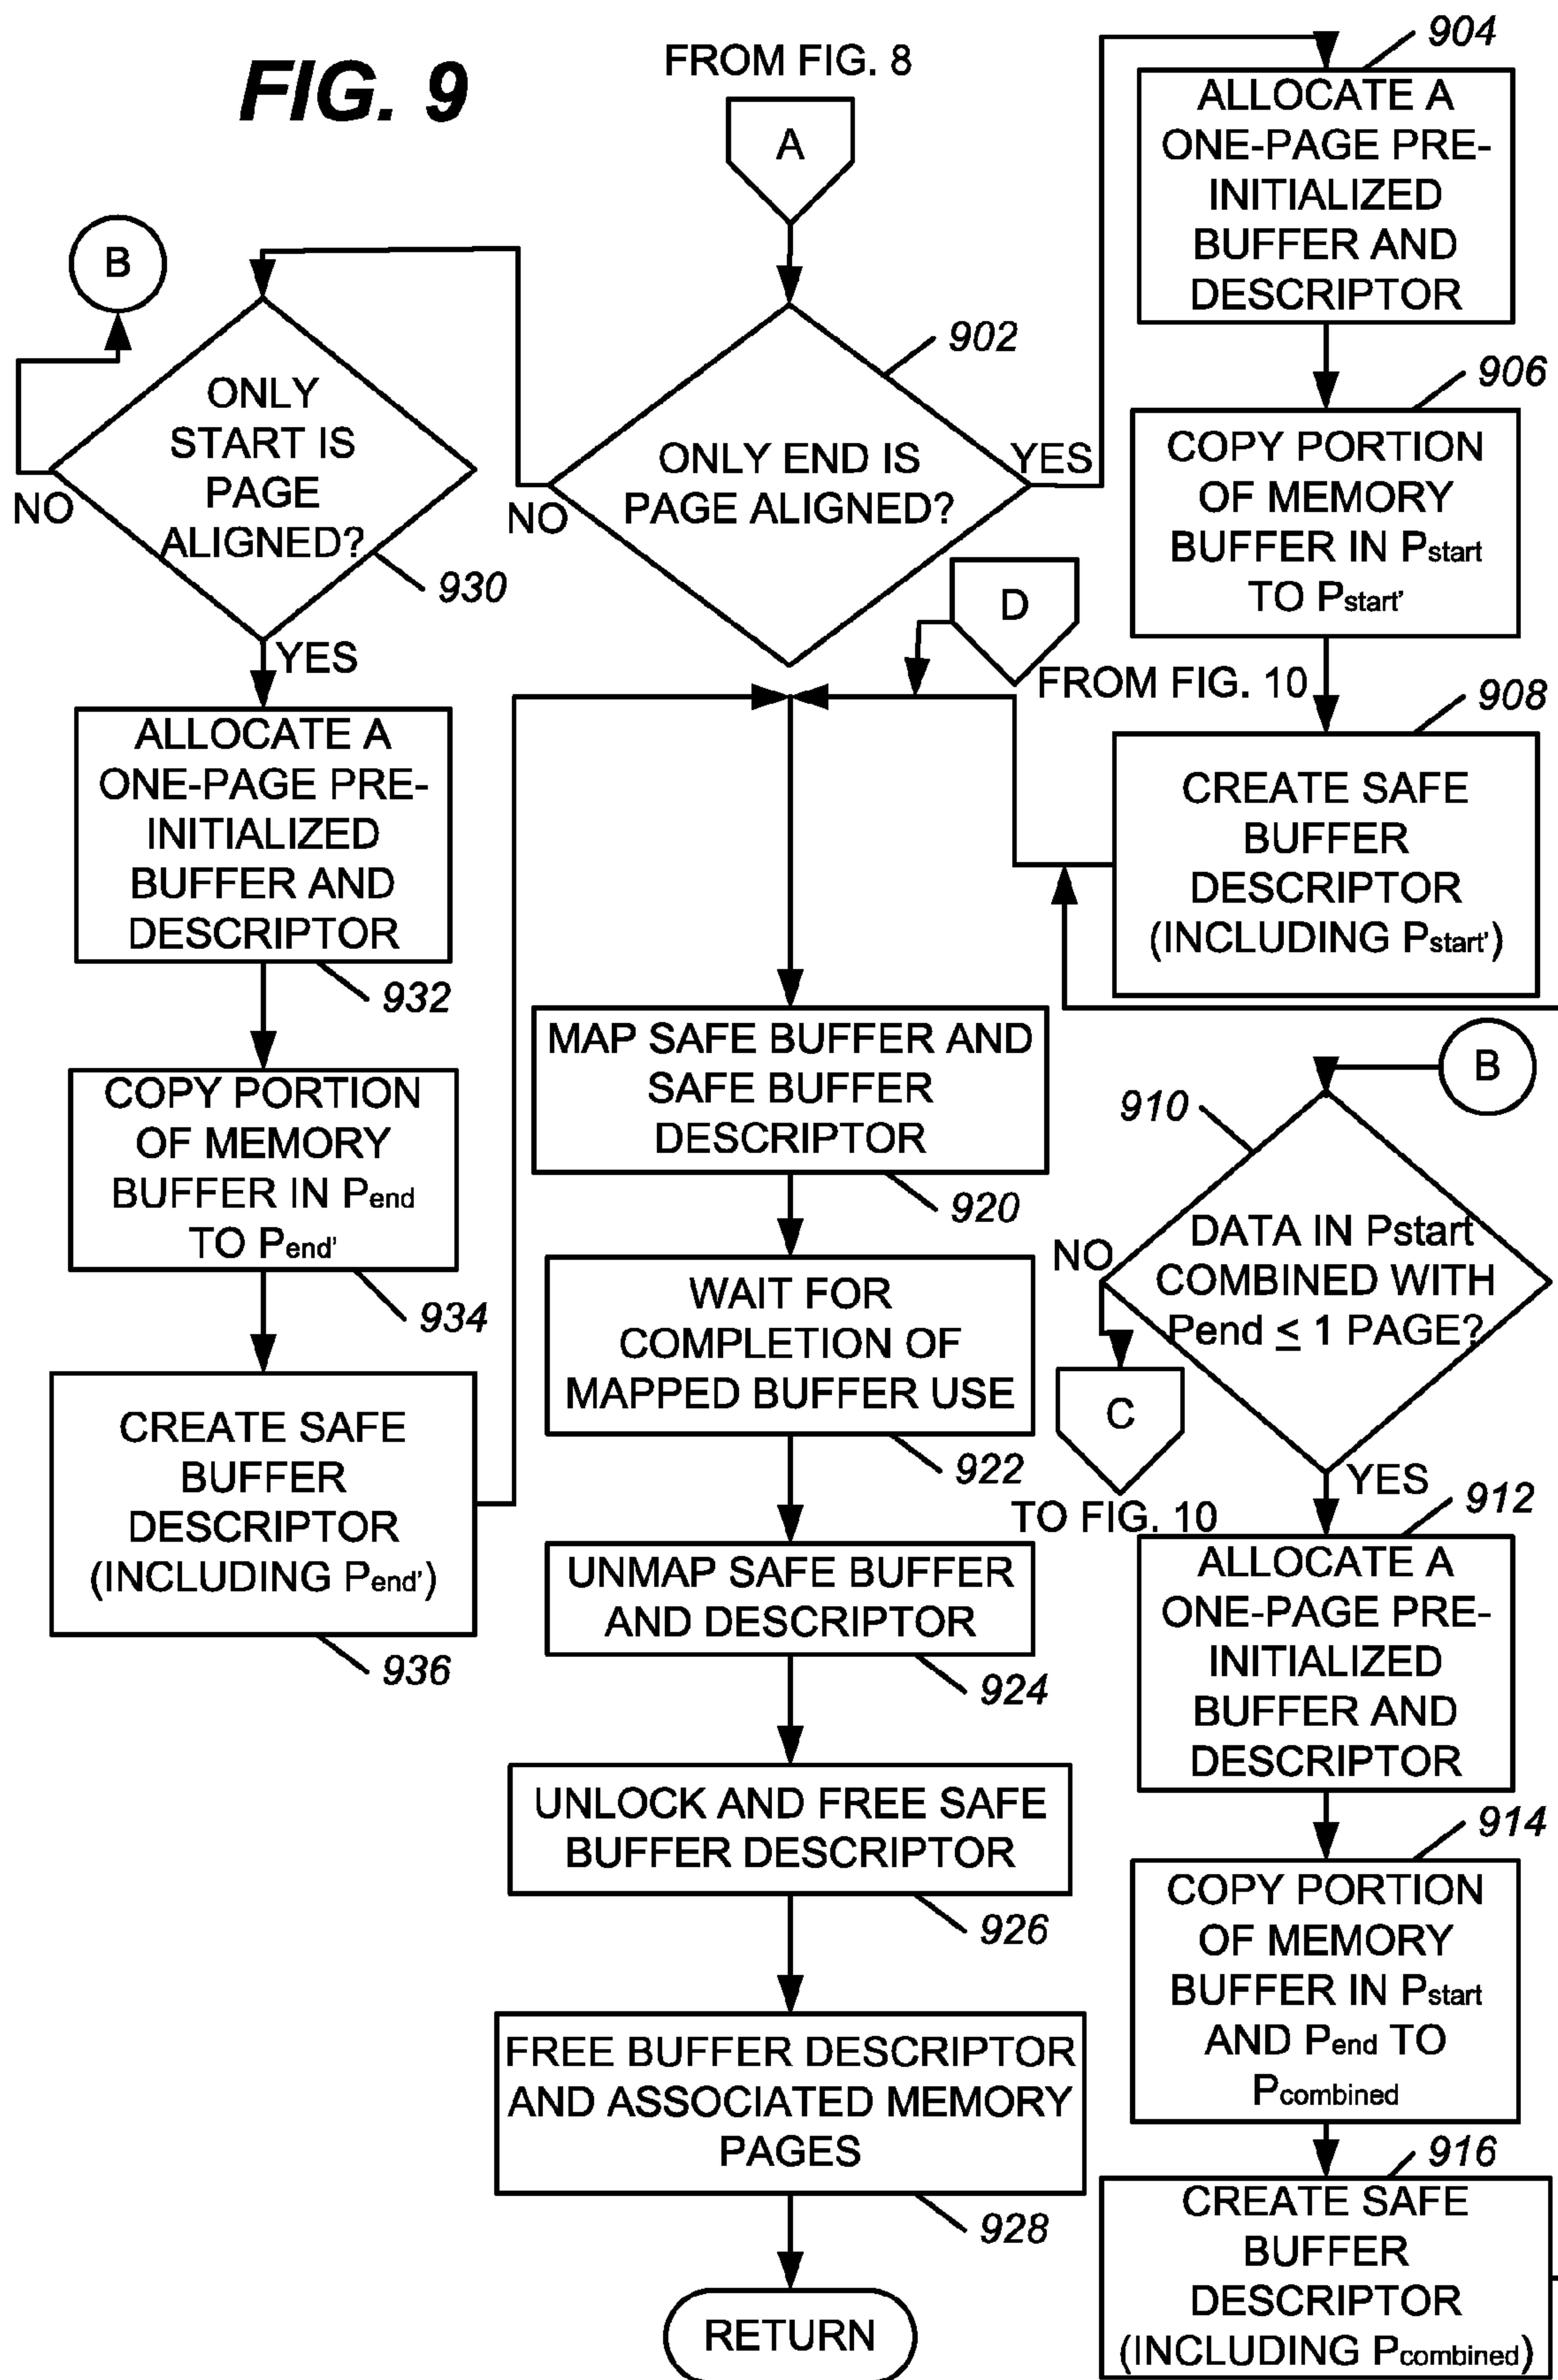 FIG. 9
FROM FIG. 8
A
902
ONLY END IS
PAGE ALIGNED?
YES
NO
904
ALLOCATE A
ONE-PAGE PRE-
INITIALIZED
BUFFER AND
DESCRIPTOR
906
COPY PORTION
OF MEMORY
BUFFER IN Pstart
TO Pstart'
908
CREATE SAFE
BUFFER
DESCRIPTOR
(INCLUDING Pstart')
D
FROM FIG. 10
B
ONLY
START IS
PAGE
ALIGNED?
NO
930
YES
ALLOCATE A
ONE-PAGE PRE-
INITIALIZED
BUFFER AND
DESCRIPTOR
932
COPY PORTION
OF MEMORY
BUFFER IN Pend
TO Pend'
934
CREATE SAFE
BUFFER
DESCRIPTOR
(INCLUDING Pend')
936
MAP SAFE BUFFER AND
SAFE BUFFER
DESCRIPTOR
920
WAIT FOR
COMPLETION OF
MAPPED BUFFER USE
922
UNMAP SAFE BUFFER
AND DESCRIPTOR
924
UNLOCK AND FREE SAFE
BUFFER DESCRIPTOR
926
FREE BUFFER DESCRIPTOR
AND ASSOCIATED MEMORY
PAGES
928
RETURN
B
910
DATA IN Pstart
COMBINED WITH
Pend ≤ 1 PAGE?
NO
C
TO FIG. 10
YES
912
ALLOCATE A
ONE-PAGE PRE-
INITIALIZED
BUFFER AND
DESCRIPTOR
914
COPY PORTION
OF MEMORY
BUFFER IN Pstart
AND Pend TO
Pcombined
916
CREATE SAFE
BUFFER
DESCRIPTOR
(INCLUDING Pcombined)